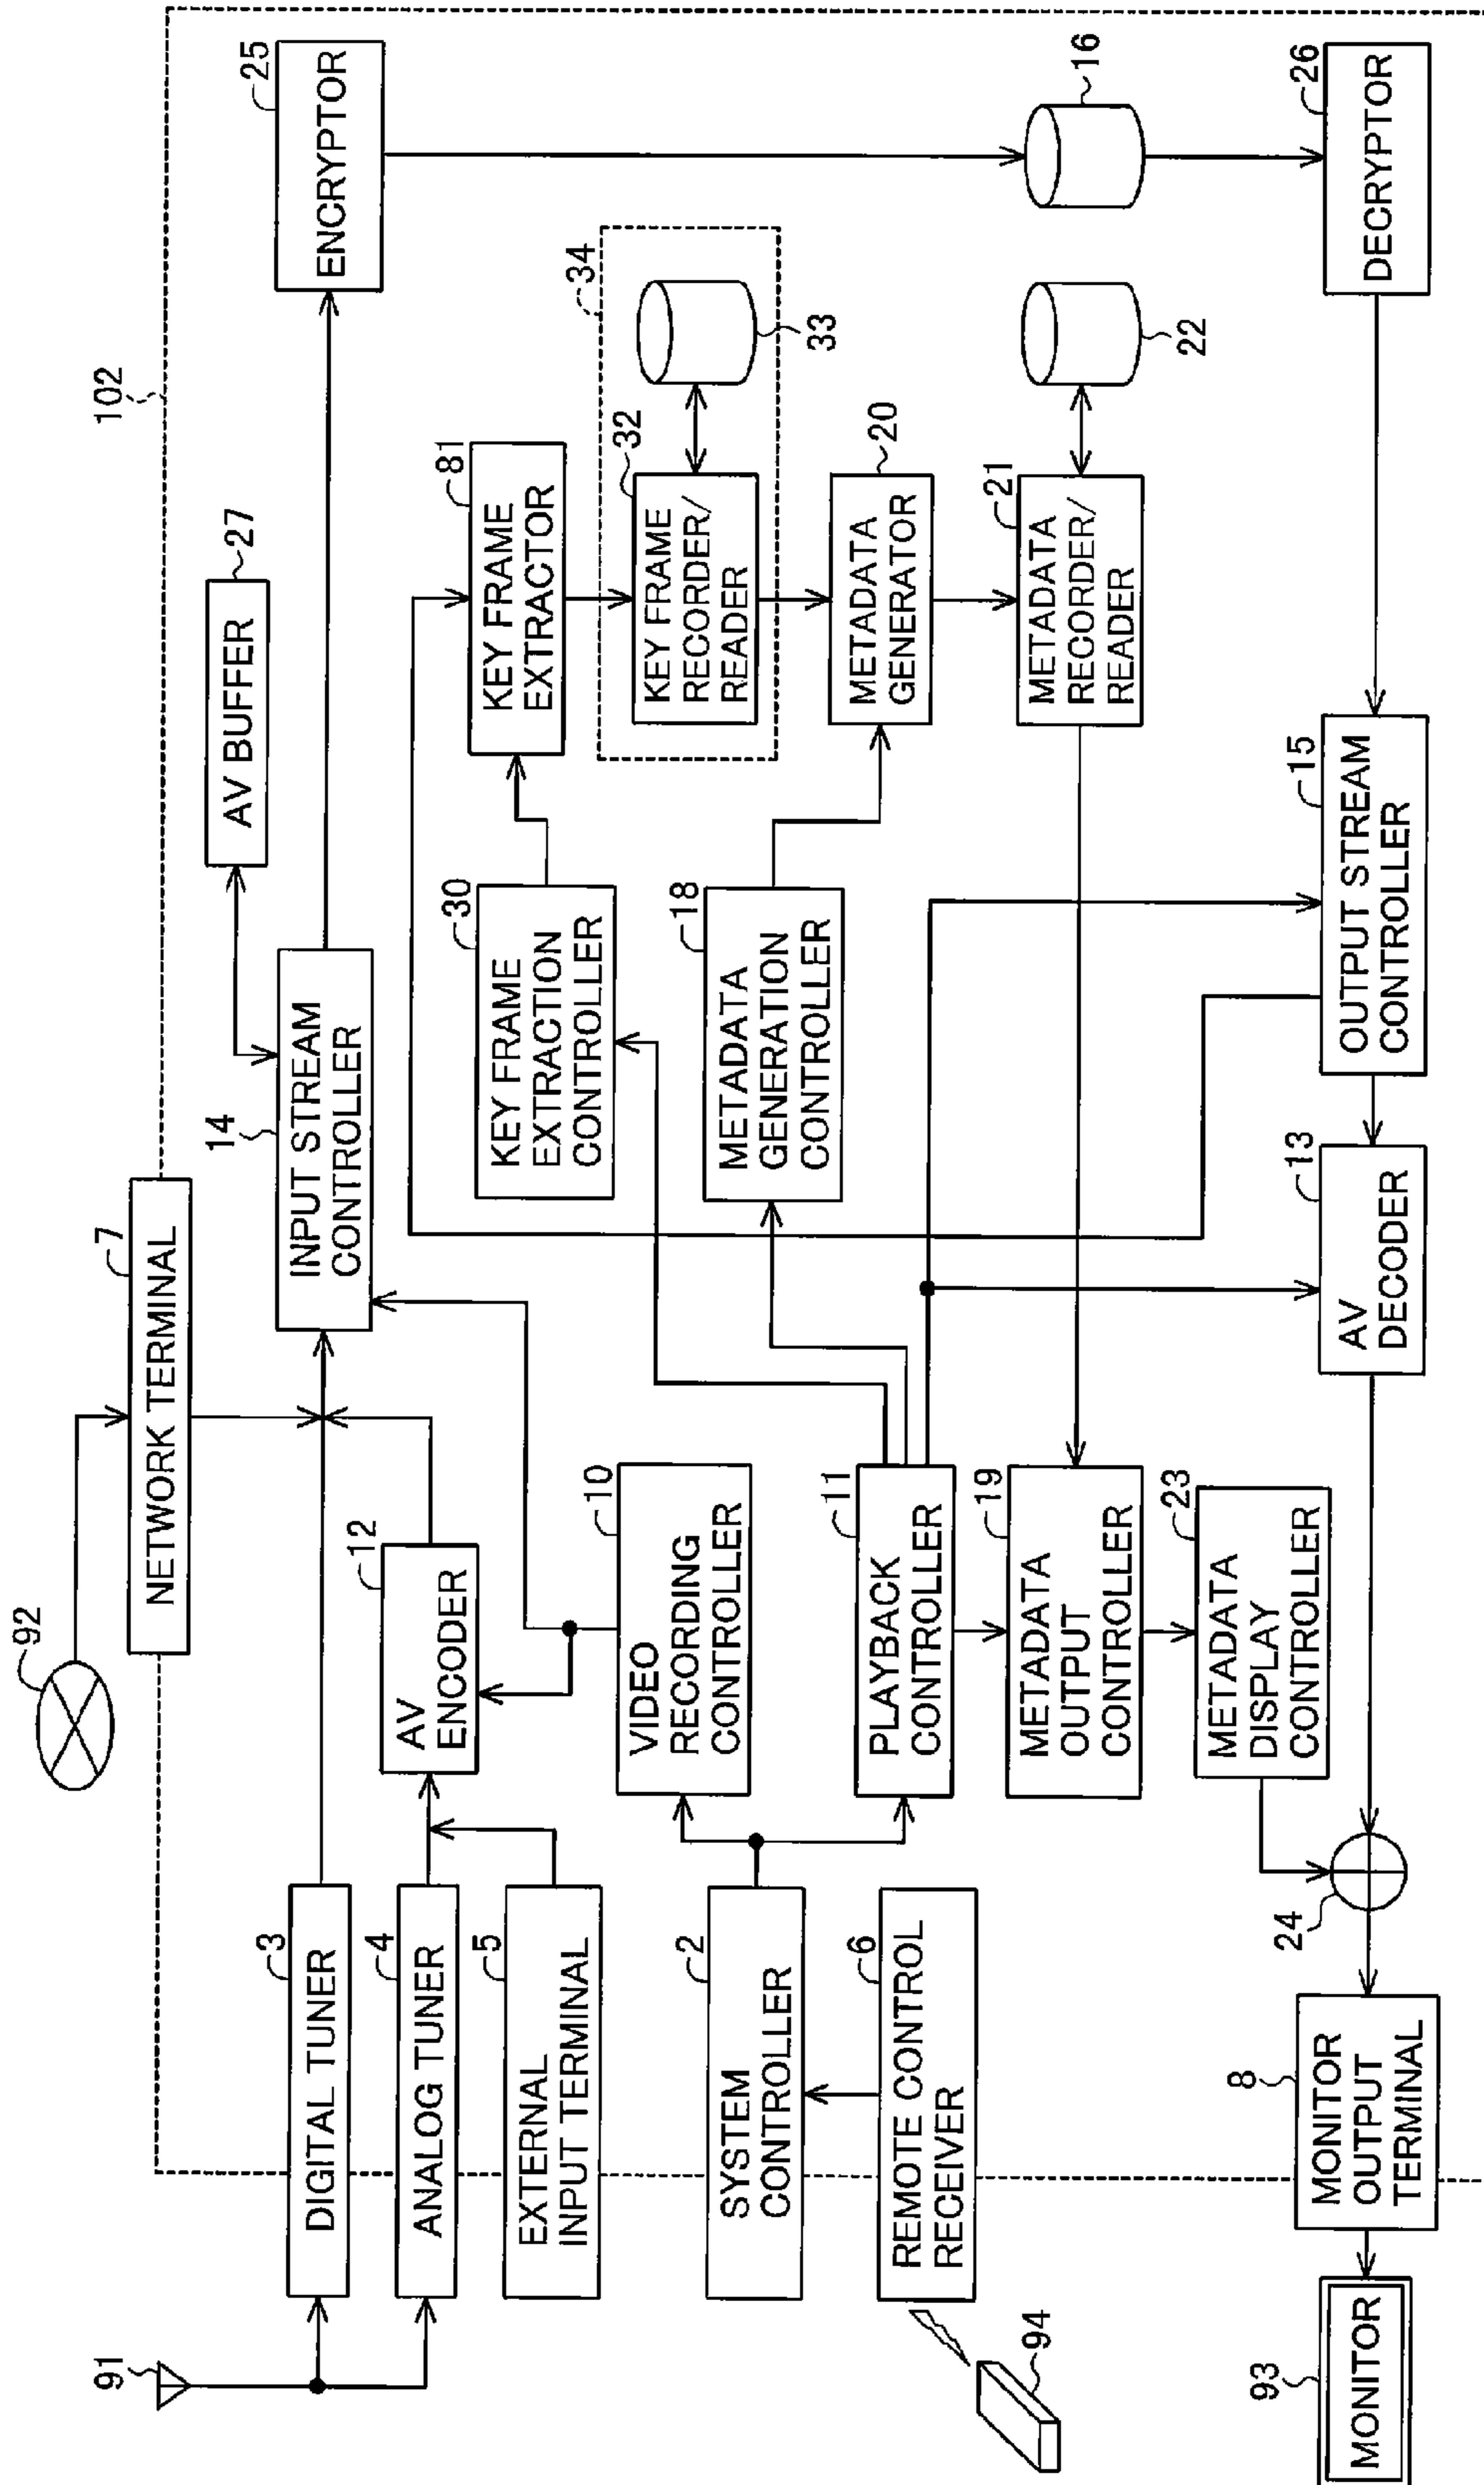 102
92
7
NETWORK TERMINAL
14
INPUT STREAM
CONTROLLER
27
AV BUFFER
25
ENCRYPTOR
91
3
DIGITAL TUNER
4
ANALOG TUNER
5
EXTERNAL
INPUT TERMINAL
12
AV
ENCODER
10
VIDEO
RECORDING
CONTROLLER
30
KEY FRAME
EXTRACTION
CONTROLLER
81
KEY FRAME
EXTRACTOR
34
32
KEY FRAME
RECORDER/
READER
33
16
2
SYSTEM
CONTROLLER
6
REMOTE CONTROL
RECEIVER
94
11
PLAYBACK
CONTROLLER
18
METADATA
GENERATION
CONTROLLER
20
METADATA
GENERATOR
19
METADATA
OUTPUT
CONTROLLER
21
METADATA
RECORDER/
READER
22
23
METADATA
DISPLAY
CONTROLLER
93
MONITOR
8
MONITOR
OUTPUT
TERMINAL
24
13
AV
DECODER
15
OUTPUT STREAM
CONTROLLER
26
DECRYPTOR